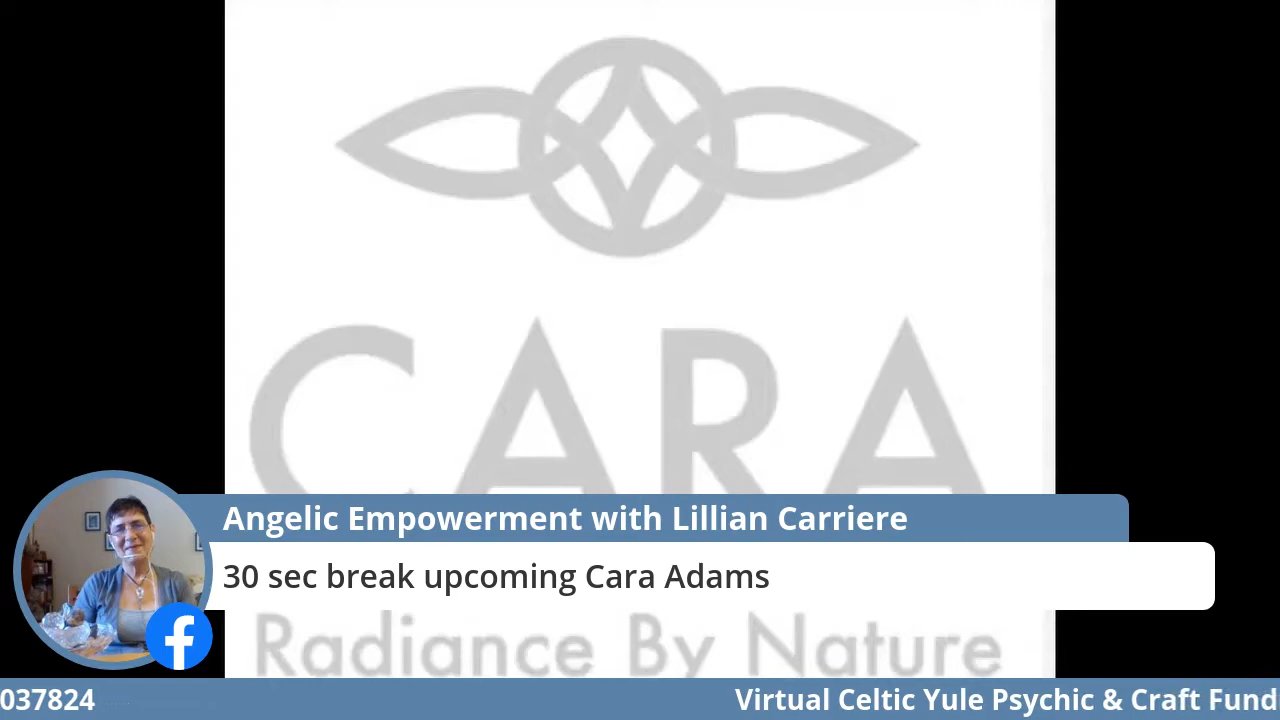 CARA
Angelic Empowerment with Lillian Carriere
30 sec break upcoming Cara Adams
Radiance By Nature
037824
Virtual Celtic Yule Psychic & Craft Fund